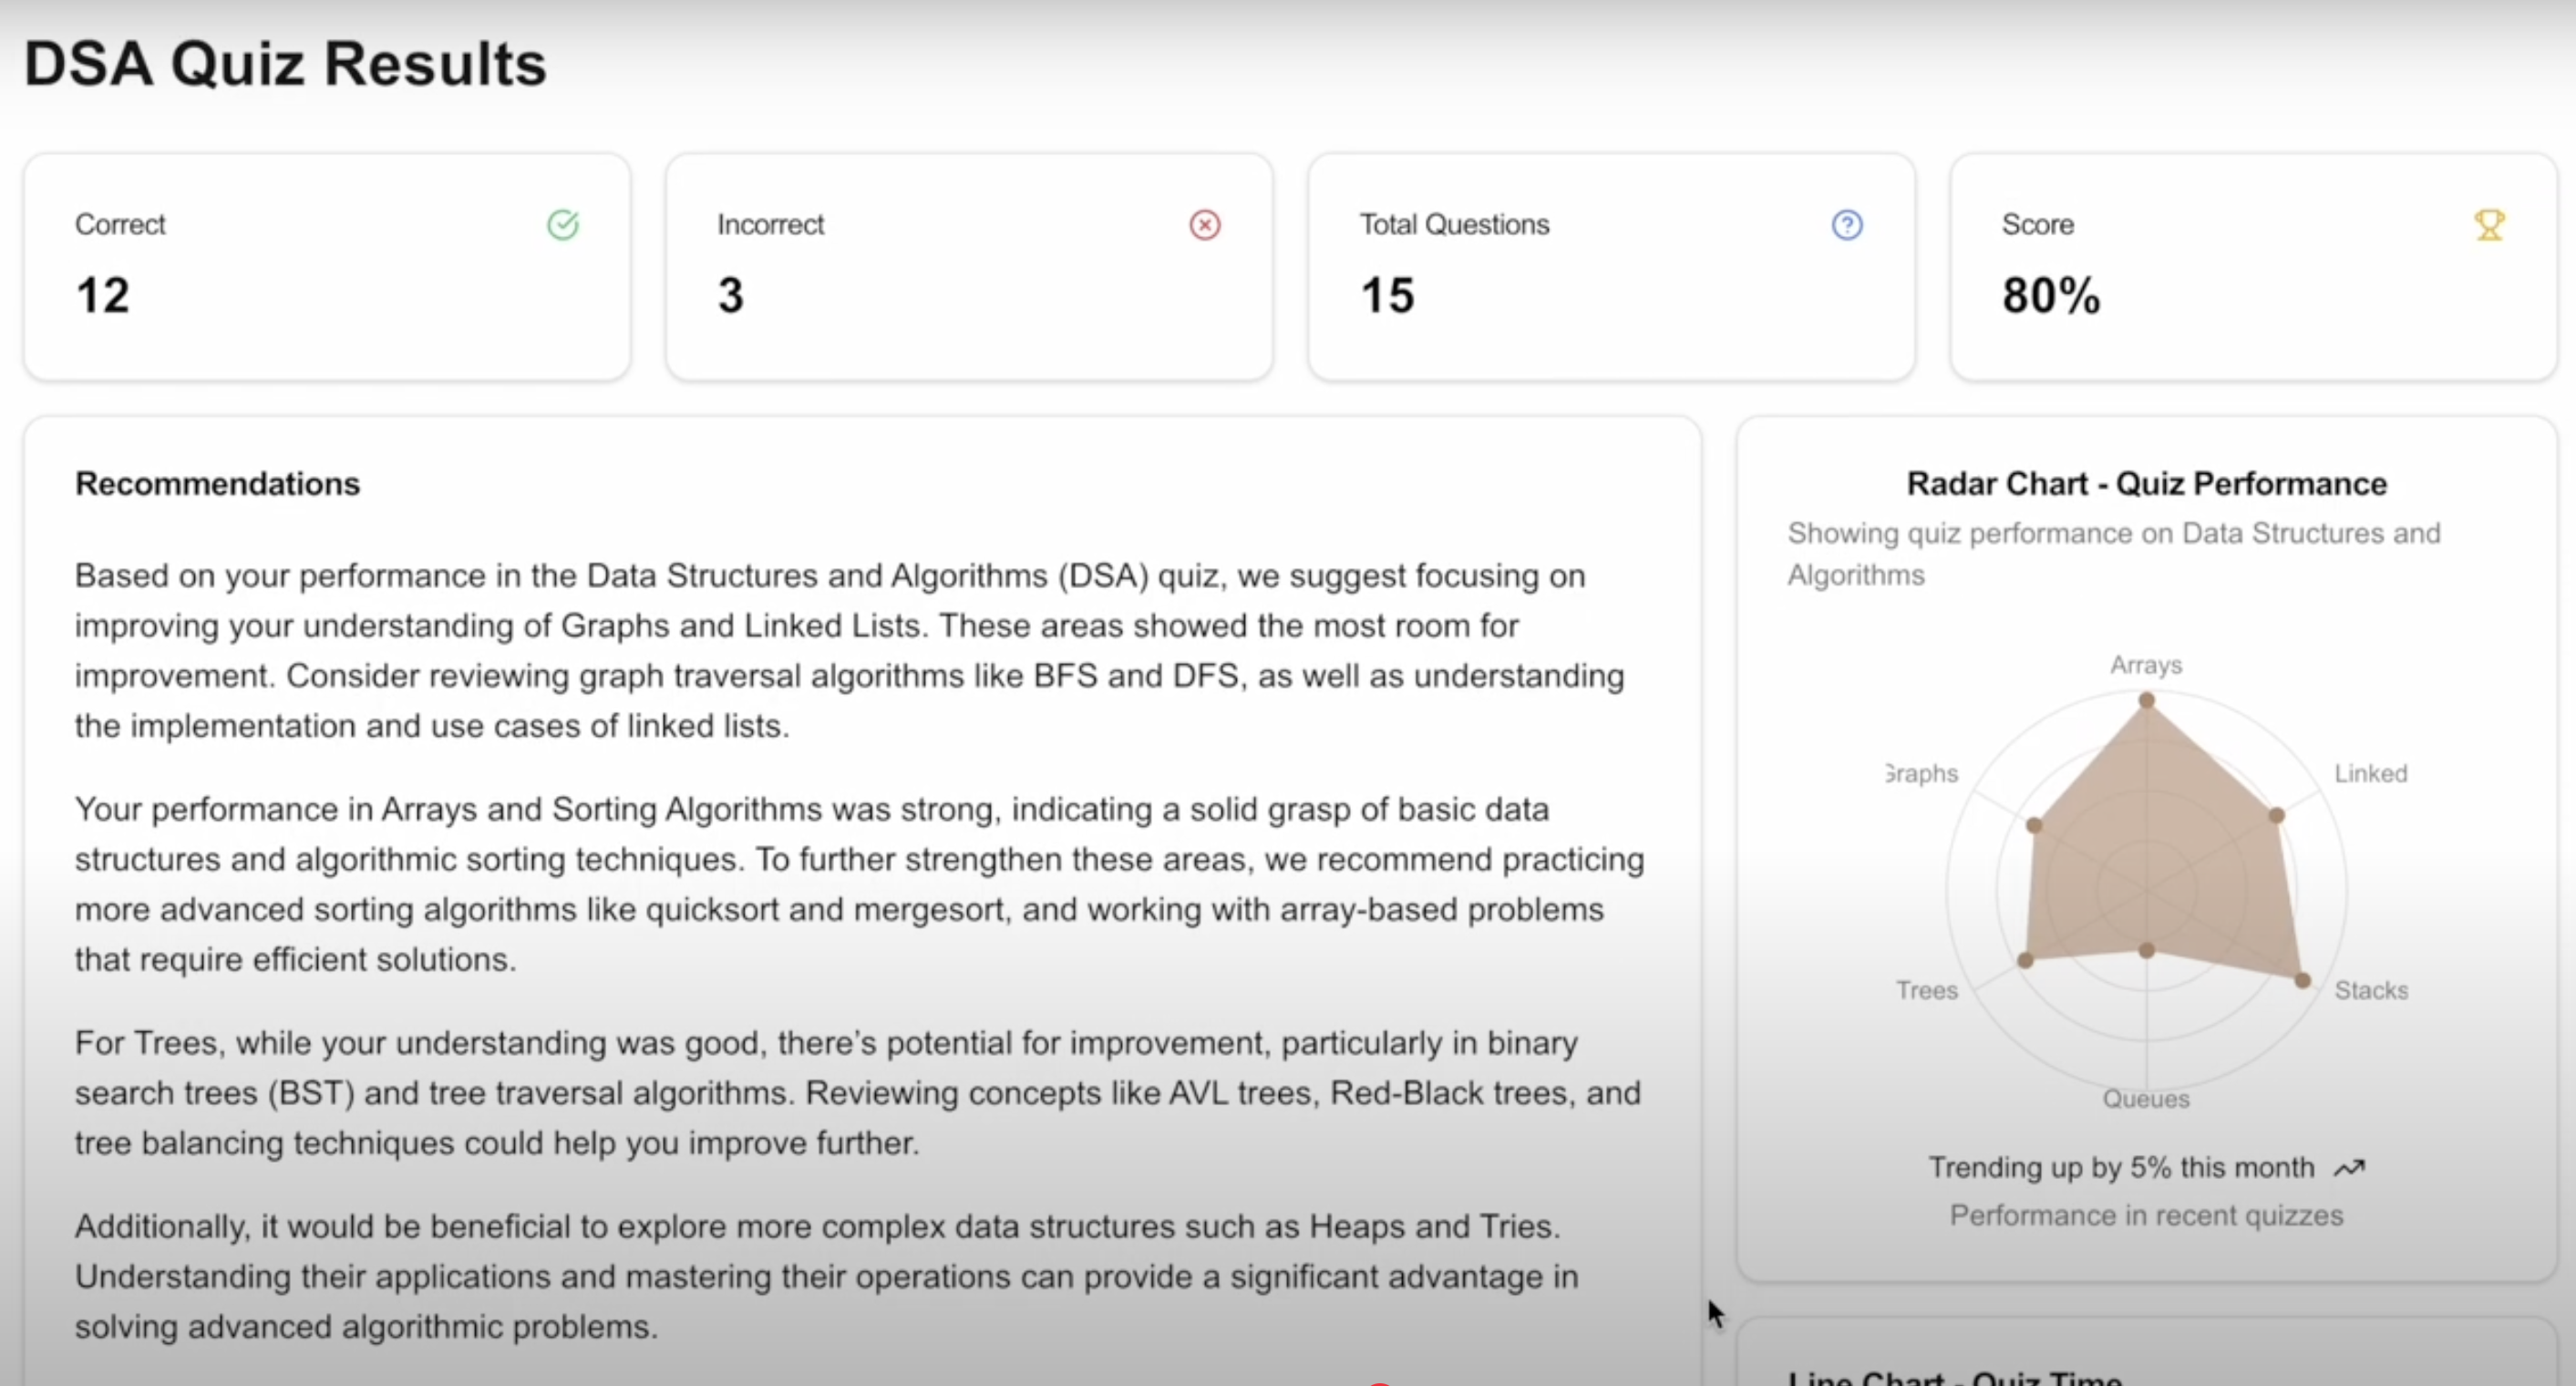 DSA Quiz Results
Correct
12
Incorrect
3
Total Questions
15
Score
80%
Recommendations
Based on your performance in the Data Structures and Algorithms (DSA) quiz, we suggest focusing on
improving your understanding of Graphs and Linked Lists. These areas showed the most room for
improvement. Consider reviewing graph traversal algorithms like BFS and DFS, as well as understanding
the implementation and use cases of linked lists.
Your performance in Arrays and Sorting Algorithms was strong, indicating a solid grasp of basic data
structures and algorithmic sorting techniques. To further strengthen these areas, we recommend practicing
more advanced sorting algorithms like quicksort and mergesort, and working with array-based problems
that require efficient solutions.
For Trees, while your understanding was good, there’s potential for improvement, particularly in binary
search trees (BST) and tree traversal algorithms. Reviewing concepts like AVL trees, Red-Black trees, and
tree balancing techniques could help you improve further.
Additionally, it would be beneficial to explore more complex data structures such as Heaps and Tries.
Understanding their applications and mastering their operations can provide a significant advantage in
solving advanced algorithmic problems.
Radar Chart - Quiz Performance
Showing quiz performance on Data Structures and
Algorithms
Arrays
Graphs
Linked
Trees
Stacks
Queues
Trending up by 5% this month
Performance in recent quizzes
Line Chart - Quiz Time